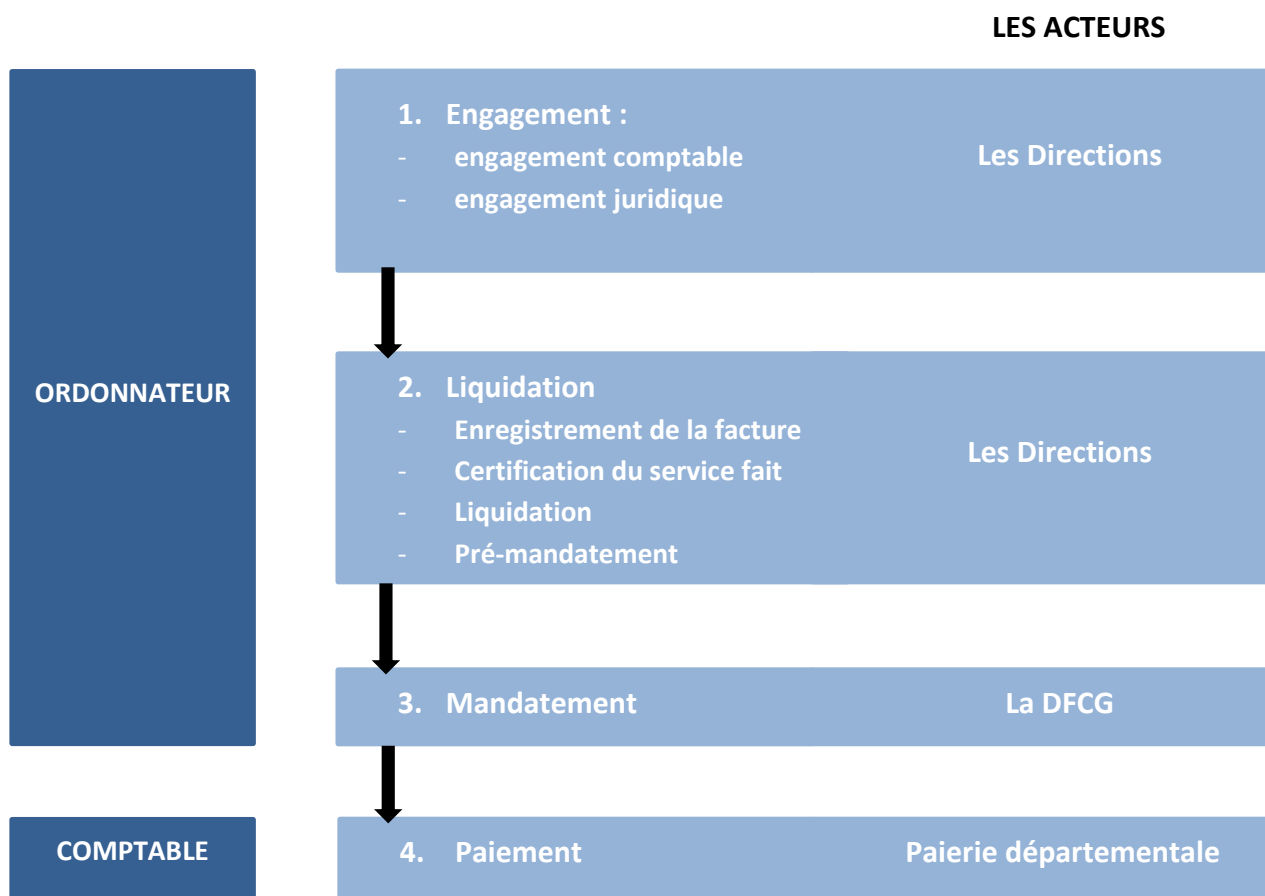 LES ACTEURS
ORDONNATEUR
1. Engagement :
- engagement comptable
- engagement juridique
Les Directions
2. Liquidation
- Enregistrement de la facture
- Certification du service fait
- Liquidation
- Pré-mandatement
Les Directions
3. Mandatement
La DFCG
COMPTABLE
4. Paiement
Paierie départementale